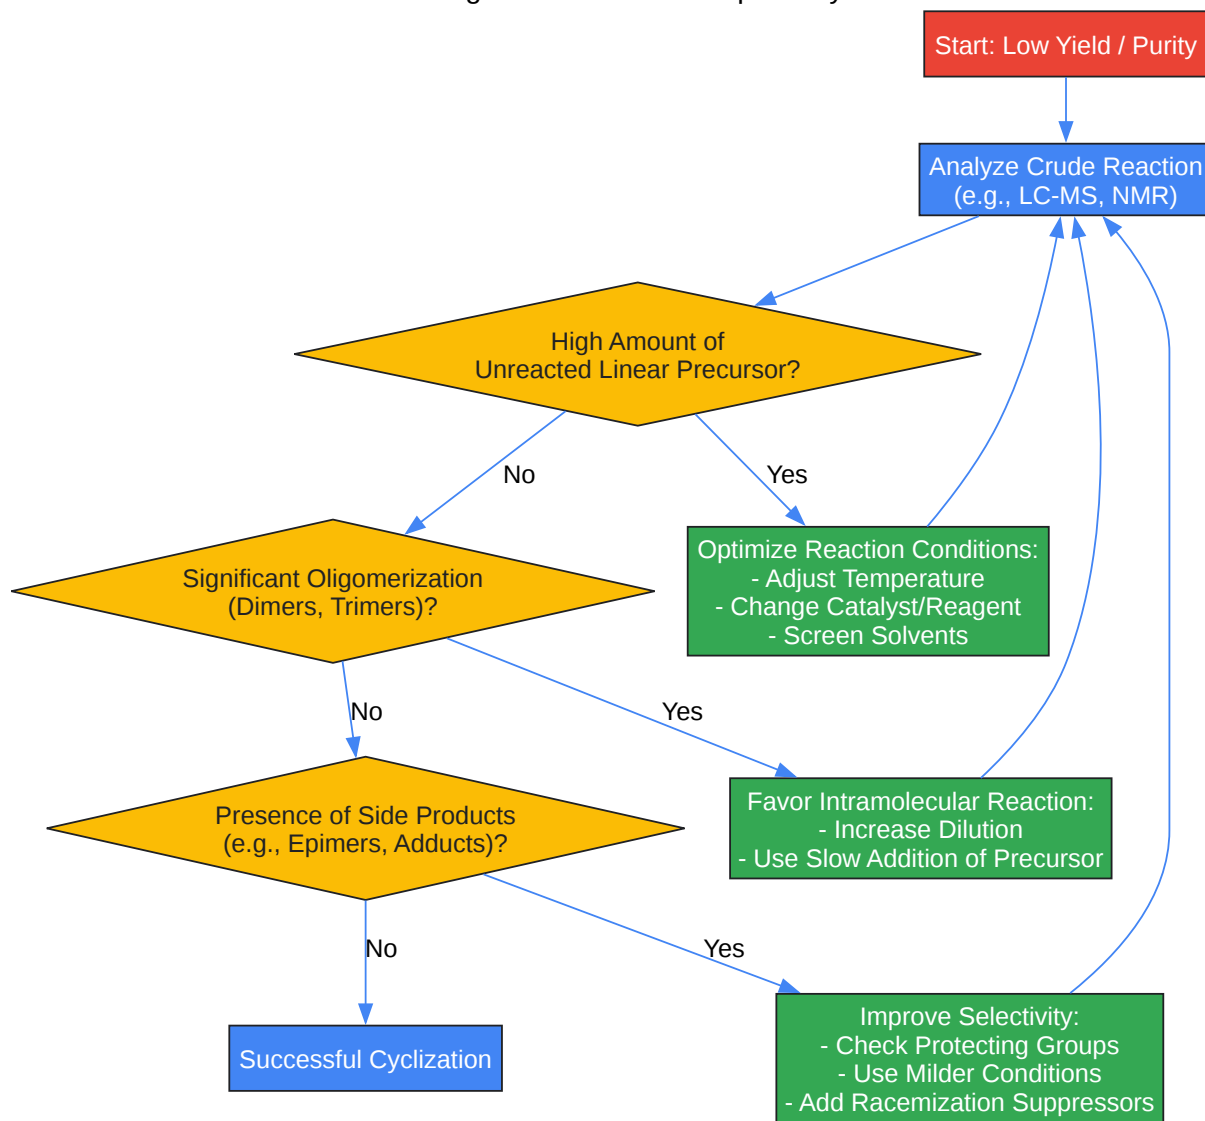 Start: Low Yield / Purity
Analyze Crude Reaction
(e.g., LC-MS, NMR)
High Amount of
Unreacted Linear Precursor?
No
Yes
Optimize Reaction Conditions:
- Adjust Temperature
- Change Catalyst/Reagent
- Screen Solvents
Significant Oligomerization
(Dimers, Trimers)?
No
Yes
Favor Intramolecular Reaction:
- Increase Dilution
- Use Slow Addition of Precursor
Presence of Side Products
(e.g., Epimers, Adducts)?
No
Yes
Successful Cyclization
Improve Selectivity:
- Check Protecting Groups
- Use Milder Conditions
- Add Racemization Suppressors